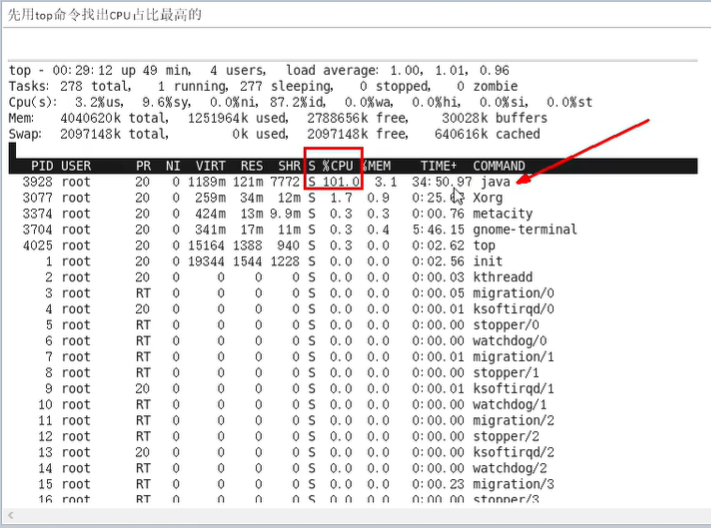 先用top命令找出CPU占比最高的
top - 00:29:12 up 49 min, 4 users, load average: 1.00, 1.01, 0.96
Tasks: 278 total, 1 running, 277 sleeping, 0 stopped, 0 zombie
Cpu(s): 3.2%us, 9.6%sy, 0.0%ni, 87.2%id, 0.0%wa, 0.0%hi, 0.0%si, 0.0%st
Mem: 4040620k total, 1251964k used, 2788656k free, 30028k buffers
Swap: 2097148k total, 0k used, 2097148k free, 640616k cached
PID USER PR NI VIRT RES SHR S %CPU %MEM TIME+ COMMAND
3928 root 20 0 1189m 121m 7772 S 101.0 3.1 34:50.97 java
3077 root 20 0 259m 34m 12m S 1.7 0.9 Xorg
3374 root 20 0 424m 13m 9.9m S 0.3 0.3 0:00.76 metacity
3704 root 20 0 341m 17m 11m S 0.3 0.4 5:46.15 gnome-terminal
4025 root 20 0 15164 1388 940 S 0.3 0.0 0:02.62 top
1 root 20 0 19344 1544 1228 S 0.0 0.0 0:02.56 init
2 root 20 0 0 0 0 S 0.0 0.0 0:00.03 kthreadd
3 root RT 0 0 0 0 S 0.0 0.0 0:00.05 migration/0
4 root 20 0 0 0 0 S 0.0 0.0 0:00.01 ksoftirqd/0
5 root RT 0 0 0 0 S 0.0 0.0 0:00.00 stopper/0
6 root RT 0 0 0 0 S 0.0 0.0 0:00.00 watchdog/0
7 root RT 0 0 0 0 S 0.0 0.0 0:00.01 migration/1
8 root RT 0 0 0 0 S 0.0 0.0 0:00.00 stopper/1
9 root 20 0 0 0 0 S 0.0 0.0 0:00.01 ksoftirqd/1
10 root RT 0 0 0 0 S 0.0 0.0 0:00.00 watchdog/1
11 root RT 0 0 0 0 S 0.0 0.0 0:00.00 migration/2
12 root RT 0 0 0 0 S 0.0 0.0 0:00.00 stopper/2
13 root 20 0 0 0 0 S 0.0 0.0 0:00.00 ksoftirqd/2
14 root RT 0 0 0 0 S 0.0 0.0 0:00.00 watchdog/2
15 root RT 0 0 0 0 S 0.0 0.0 0:00.23 migration/3
16 root RT 0 0 0 0 S 0.0 0.0 0:00.00 stopper/3